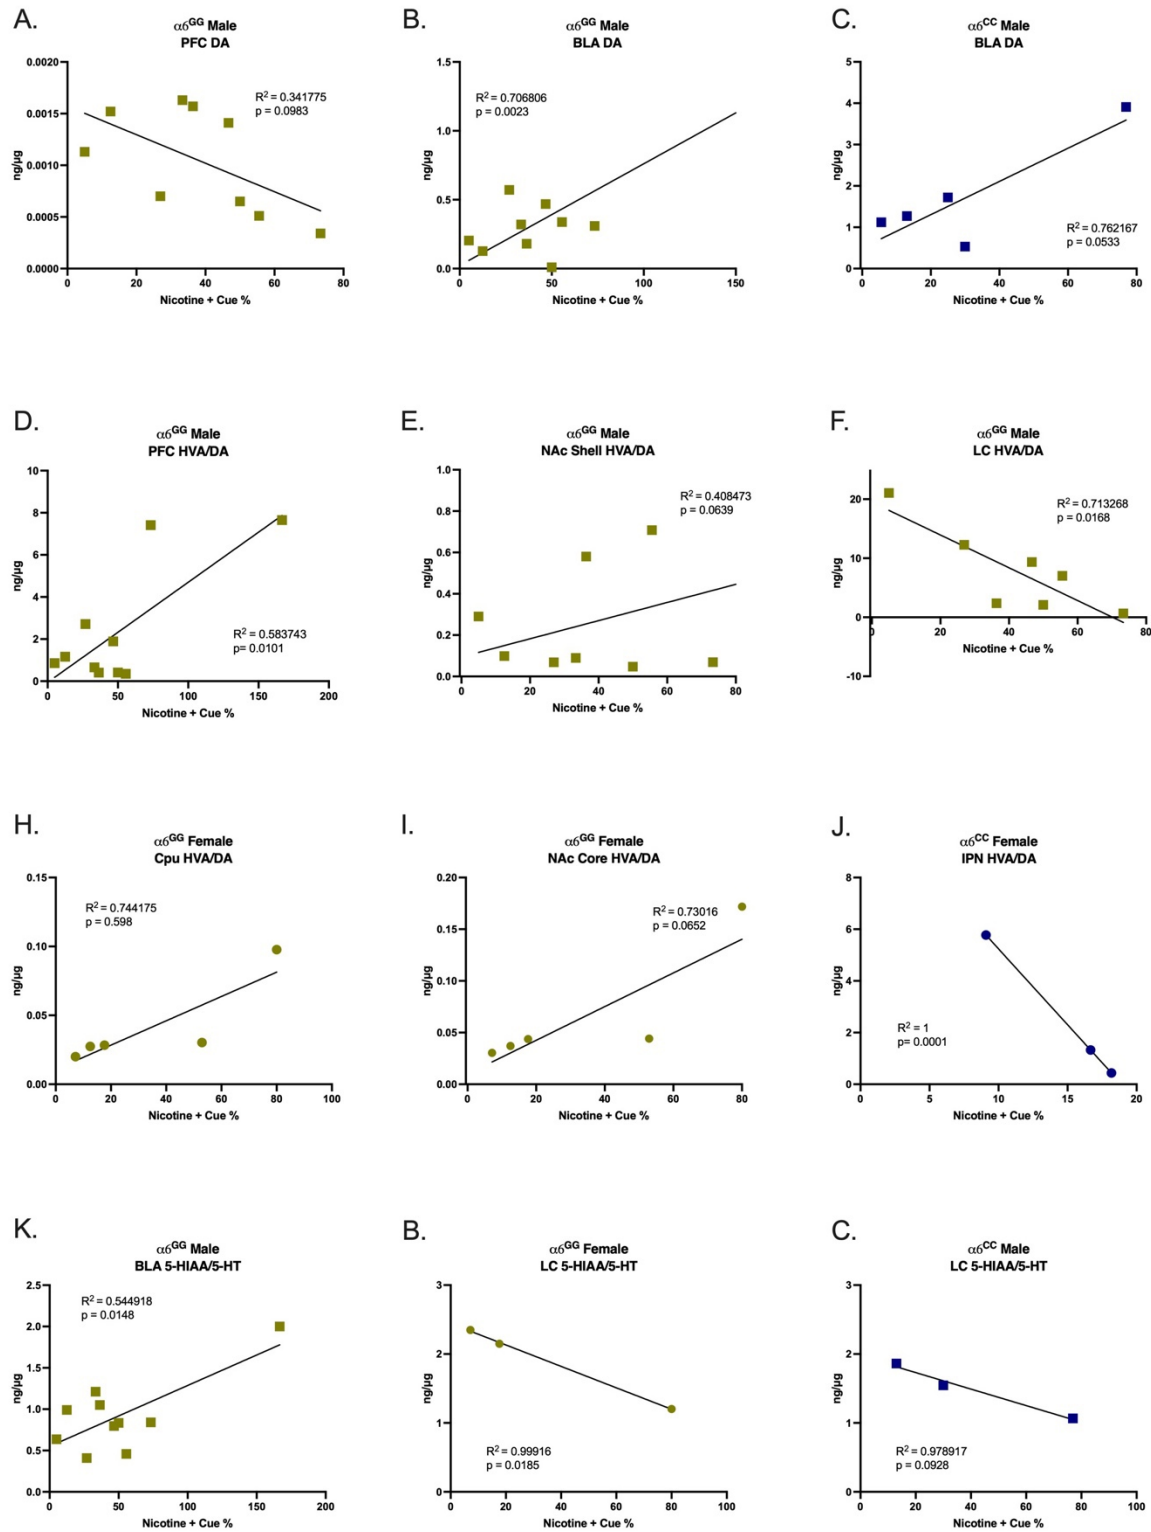 A.
α6GG Male
PFC DA
R2 = 0.341775
p = 0.0983
0.0020
0.0015
0.0010
0.0005
0.0000
ng/µg
0 20 40 60 80
Nicotine + Cue %
B.
α6GG Male
BLA DA
R2 = 0.706806
p = 0.0023
1.5
1.0
0.5
0.0
ng/µg
0 50 100 150
Nicotine + Cue %
C.
α6CC Male
BLA DA
R2 = 0.762167
p = 0.0533
5
4
3
2
1
0
ng/µg
0 20 40 60 80
Nicotine + Cue %
D.
α6GG Male
PFC HVA/DA
R2 = 0.583743
p= 0.0101
10
8
6
4
2
0
ng/µg
0 50 100 150 200
Nicotine + Cue %
E.
α6GG Male
NAc Shell HVA/DA
R2 = 0.408473
p = 0.0639
1.0
0.8
0.6
0.4
0.2
0.0
ng/µg
0 20 40 60 80
Nicotine + Cue %
F.
α6GG Male
LC HVA/DA
R2 = 0.713268
p = 0.0168
20
10
0
-10
ng/µg
0 20 40 60 80
Nicotine + Cue %
H.
α6GG Female
Cpu HVA/DA
R2 = 0.744175
p = 0.598
0.15
0.10
0.05
0.00
ng/µg
0 20 40 60 80 100
Nicotine + Cue %
I.
α6GG Female
NAc Core HVA/DA
R2 = 0.73016
p = 0.0652
0.20
0.15
0.10
0.05
0.00
ng/µg
0 20 40 60 80
Nicotine + Cue %
J.
α6CC Female
IPN HVA/DA
R2 = 1
p= 0.0001
8
6
4
2
0
ng/µg
0 5 10 15 20
Nicotine + Cue %
K.
α6GG Male
BLA 5-HIAA/5-HT
R2 = 0.544918
p = 0.0148
2.5
2.0
1.5
1.0
0.5
0.0
ng/µg
0 50 100 150 200
Nicotine + Cue %
B.
α6GG Female
LC 5-HIAA/5-HT
R2 = 0.99916
p = 0.0185
3
2
1
0
ng/µg
0 20 40 60 80 100
Nicotine + Cue %
C.
α6CC Male
LC 5-HIAA/5-HT
R2 = 0.978917
p = 0.0928
3
2
1
0
ng/µg
0 20 40 60 80 100
Nicotine + Cue %